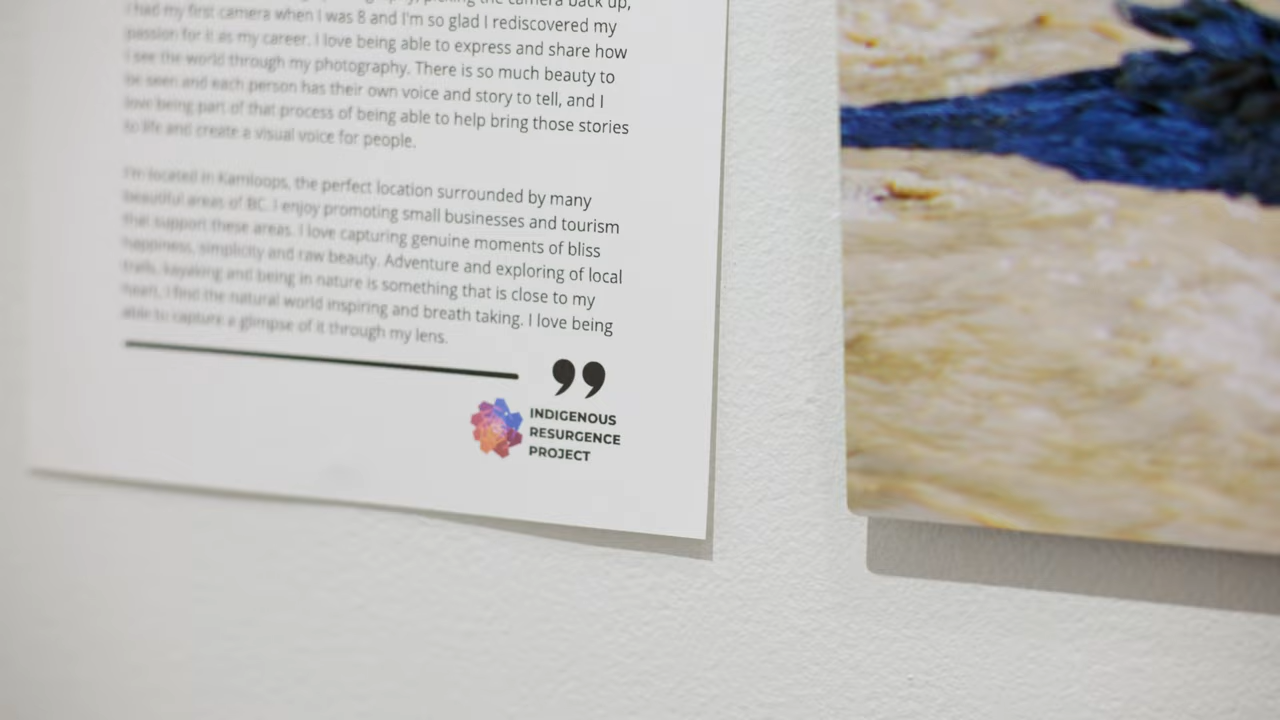 picking the camera back up,
I had my first camera when I was 8 and I'm so glad I rediscovered my
passion for it as my career. I love being able to express and share how
I see the world through my photography. There is so much beauty to
be seen and each person has their own voice and story to tell, and I
love being part of that process of being able to help bring those stories
to life and create a visual voice for people.
I'm located in Kamloops, the perfect location surrounded by many
beautiful areas of BC. I enjoy promoting small businesses and tourism
that support these areas. I love capturing genuine moments of bliss
happiness, simplicity and raw beauty. Adventure and exploring of local
trails, kayaking and being in nature is something that is close to my
heart. I find the natural world inspiring and breath taking. I love being
able to capture a glimpse of it through my lens.
”
INDIGENOUS
RESURGENCE
PROJECT